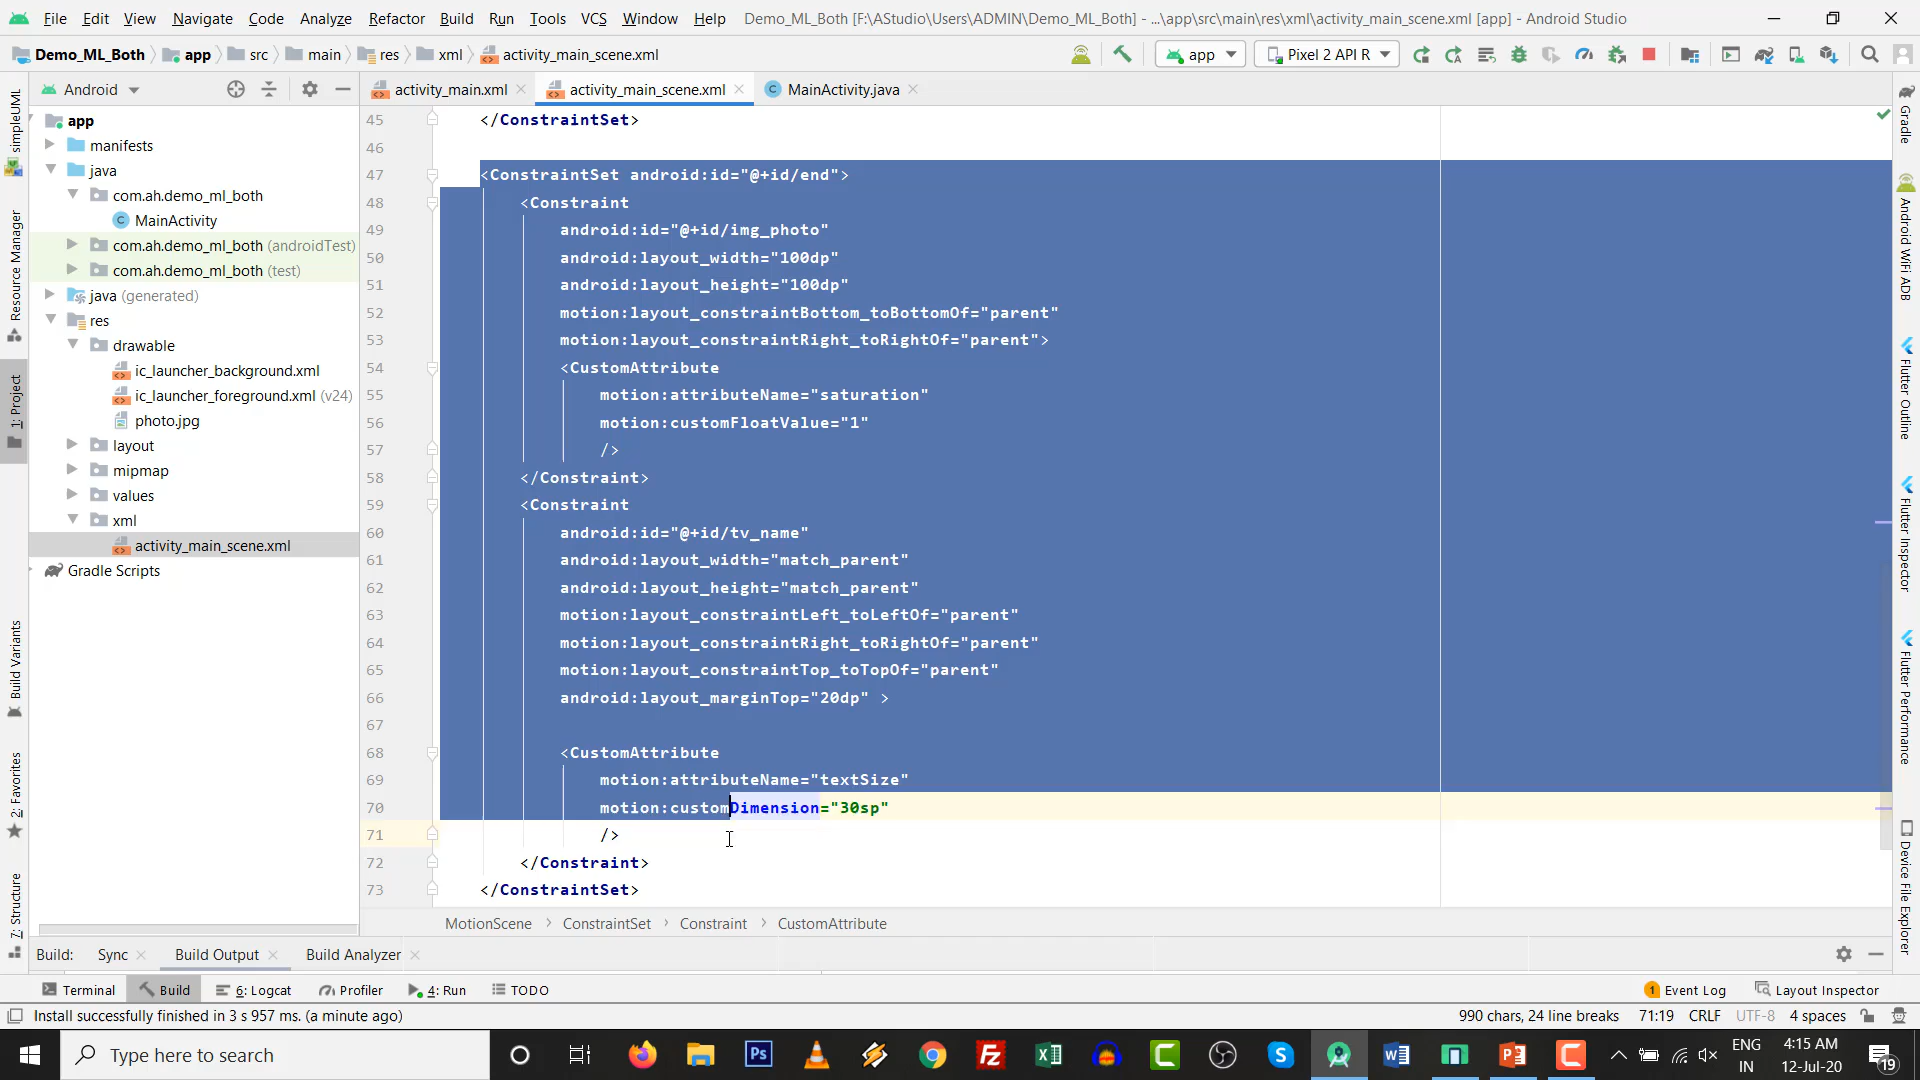 File Edit View Navigate Code Analyze Refactor Build Run Tools VCS Window Help Demo_ML_Both [F:\AStudio\Users\ADMIN\Demo_ML_Both] - ...\app\src\main\res\xml\activity_main_scene.xml [app] - Android Studio
Demo_ML_Both app src main res xml activity_main_scene.xml app Pixel 2 API R
Android activity_main.xml activity_main_scene.xml MainActivity.java
app
manifests
java
com.ah.demo_ml_both
MainActivity
com.ah.demo_ml_both (androidTest)
com.ah.demo_ml_both (test)
java (generated)
res
drawable
ic_launcher_background.xml
ic_launcher_foreground.xml (v24)
photo.jpg
layout
mipmap
values
xml
activity_main_scene.xml
Gradle Scripts
simpleUML
Resource Manager
1: Project
Build Variants
2: Favorites
7: Structure
45 </ConstraintSet>
46
47 <ConstraintSet android:id="@+id/end">
48 <Constraint
49 android:id="@+id/img_photo"
50 android:layout_width="100dp"
51 android:layout_height="100dp"
52 motion:layout_constraintBottom_toBottomOf="parent"
53 motion:layout_constraintRight_toRightOf="parent">
54 <CustomAttribute
55 motion:attributeName="saturation"
56 motion:customFloatValue="1"
57 />
58 </Constraint>
59 <Constraint
60 android:id="@+id/tv_name"
61 android:layout_width="match_parent"
62 android:layout_height="match_parent"
63 motion:layout_constraintLeft_toLeftOf="parent"
64 motion:layout_constraintRight_toRightOf="parent"
65 motion:layout_constraintTop_toTopOf="parent"
66 android:layout_marginTop="20dp" >
67
68 <CustomAttribute
69 motion:attributeName="textSize"
70 motion:customDimension="30sp"
71 />
72 </Constraint>
73 </ConstraintSet>
MotionScene ConstraintSet Constraint CustomAttribute
Gradle
Android WiFi ADB
Flutter Outline
Flutter Inspector
Flutter Performance
Device File Explorer
Build: Sync Build Output Build Analyzer
Terminal Build 6: Logcat Profiler 4: Run TODO 1 Event Log Layout Inspector
Install successfully finished in 3 s 957 ms. (a minute ago) 990 chars, 24 line breaks 71:19 CRLF UTF-8 4 spaces
Type here to search
ENG
IN
4:15 AM
12-Jul-20
19